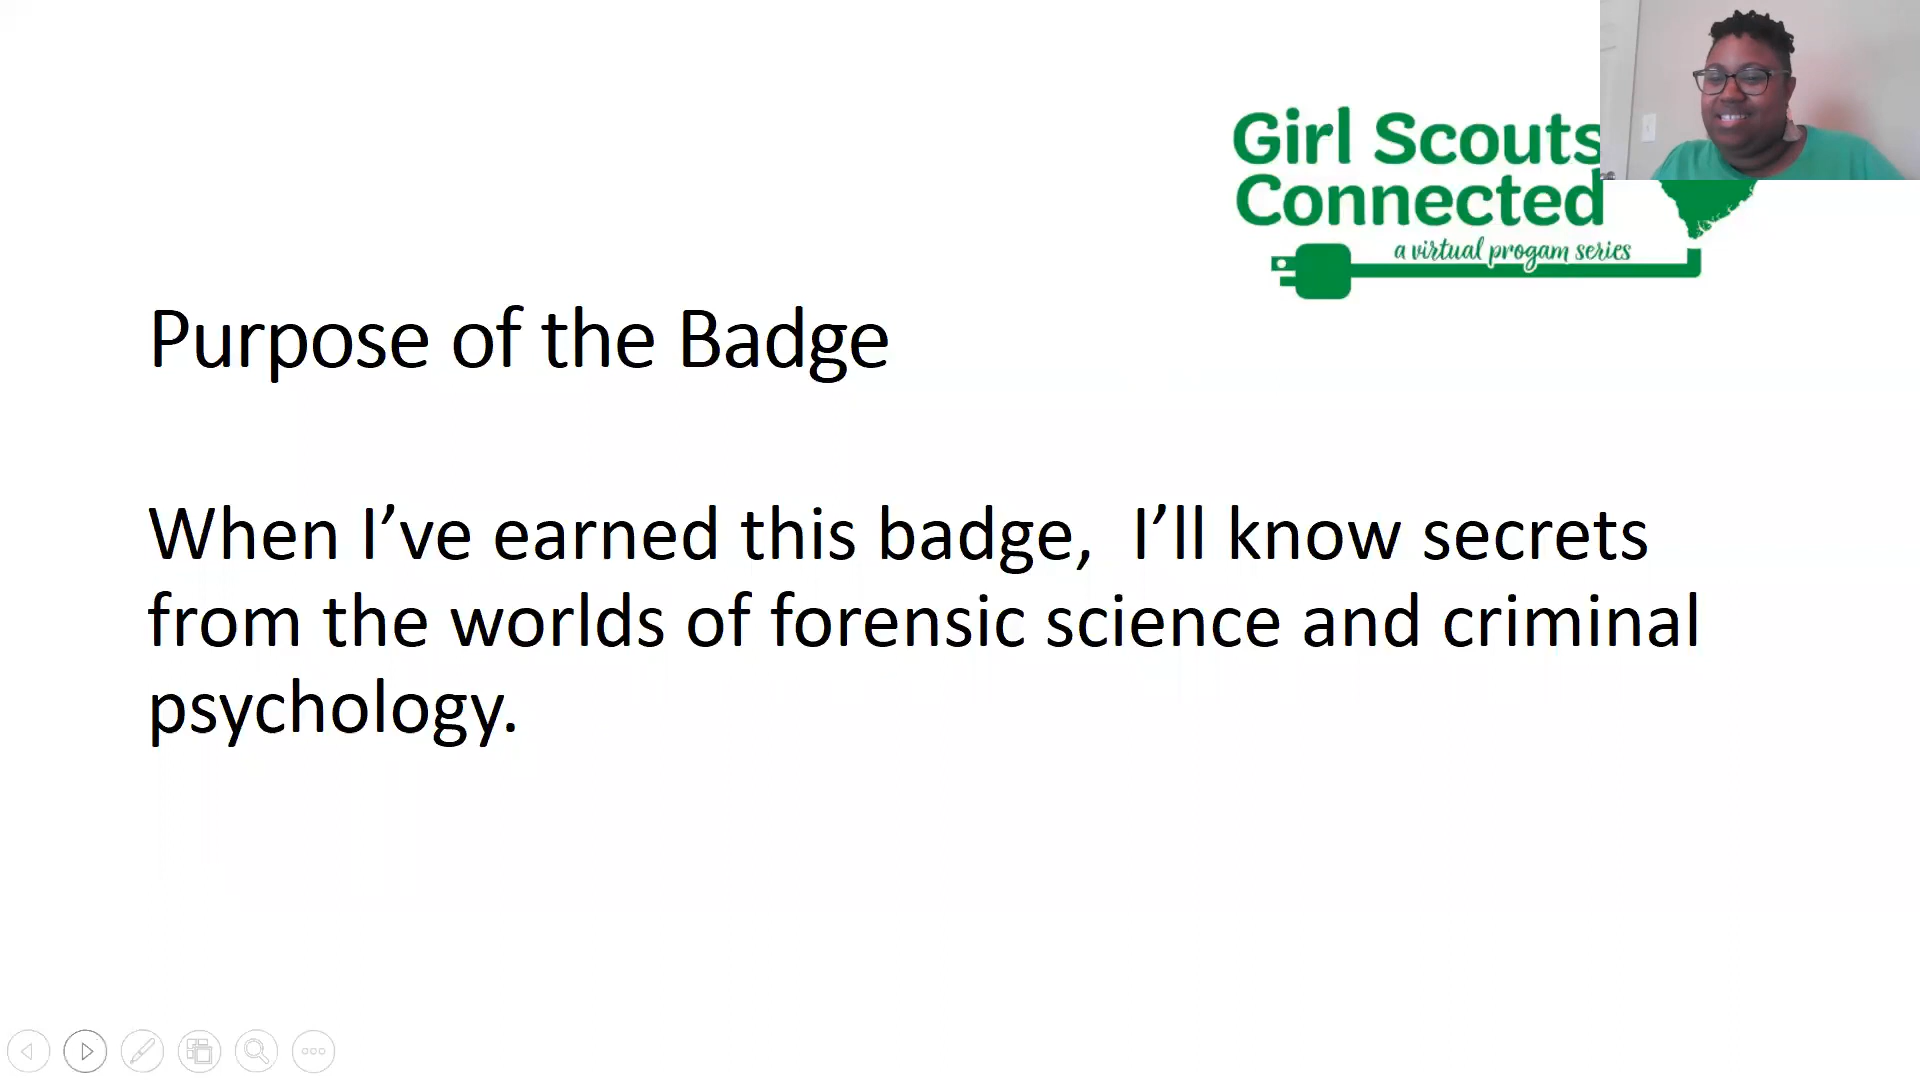 Girl Scouts
Connected
a virtual progam series
Purpose of the Badge
When I’ve earned this badge,  I’ll know secrets
from the worlds of forensic science and criminal
psychology.